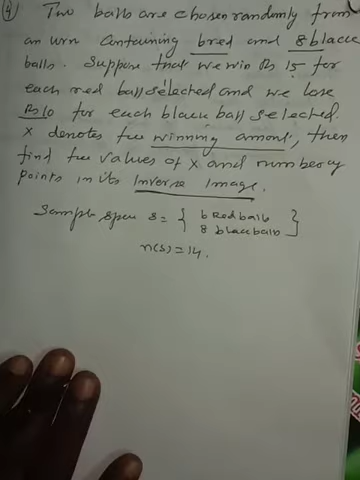 (4) Two balls are chosen randomly from
an urn containing 6red and 8black
balls. Suppose that we win Rs 15 for
each red ball selected and we lose
Rs10 for each black ball selected.
X denotes the winning amont, then
find the values of X and number of
points in its Inverse Image.
Sample space S = { 6 Red balls
8 black balls }
n(s) = 14.